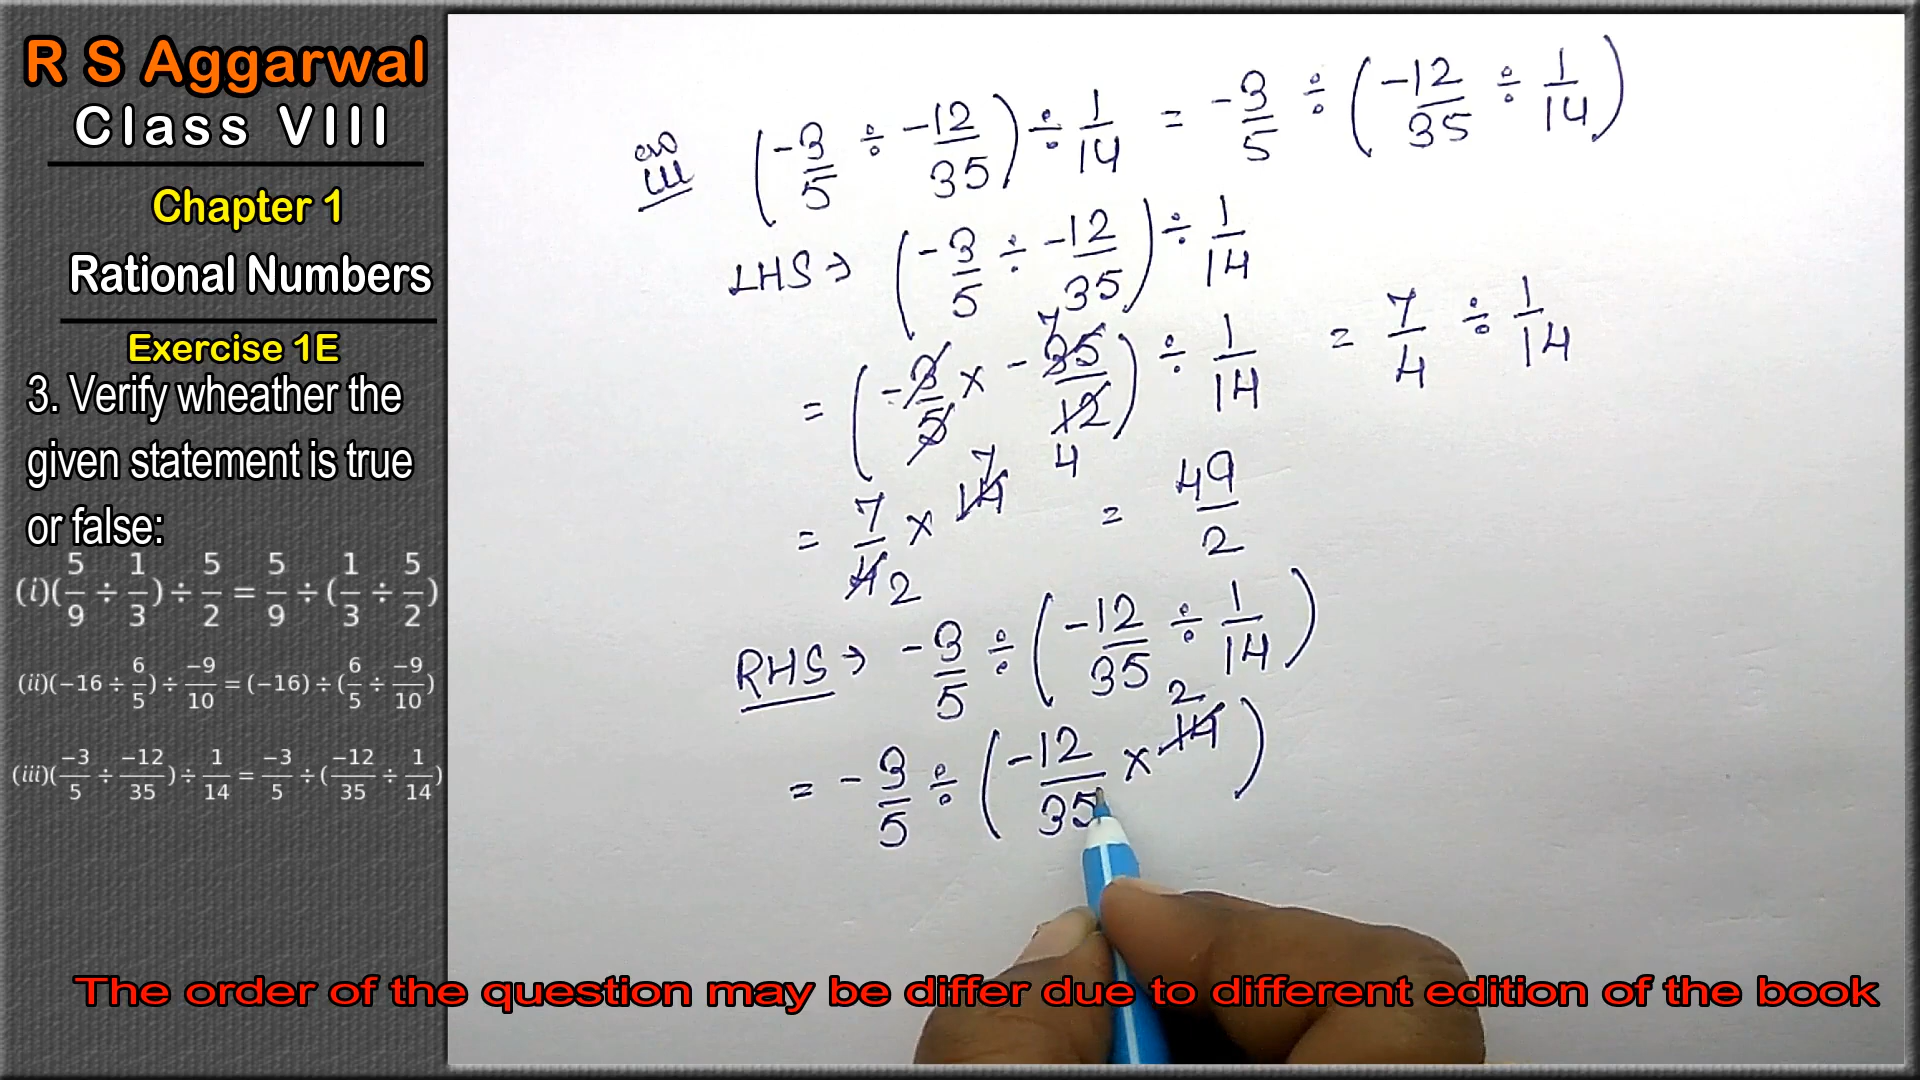 R S Aggarwal
Class VIII
Chapter 1
Rational Numbers
Exercise 1E
3. Verify wheather the
given statement is true
or false:
(i)(5/9 ÷ 1/3) ÷ 5/2 = 5/9 ÷ (1/3 ÷ 5/2)
(ii)(−16 ÷ 6/5) ÷ −9/10 = (−16) ÷ (6/5 ÷ −9/10)
(iii)(−3/5 ÷ −12/35) ÷ 1/14 = −3/5 ÷ (−12/35 ÷ 1/14)
iii (-3/5 ÷ -12/35) ÷ 1/14 = -3/5 ÷ (-12/35 ÷ 1/14)
LHS → (-3/5 ÷ -12/35) ÷ 1/14
= (-3/5 × -35/12) ÷ 1/14 = 7/4 ÷ 1/14
7
4
= 7/4 × 14 = 49/2
7
2
RHS → -3/5 ÷ (-12/35 ÷ 1/14)
= -3/5 ÷ (-12/35 × 14)
2
The order of the question may be differ due to different edition of the book